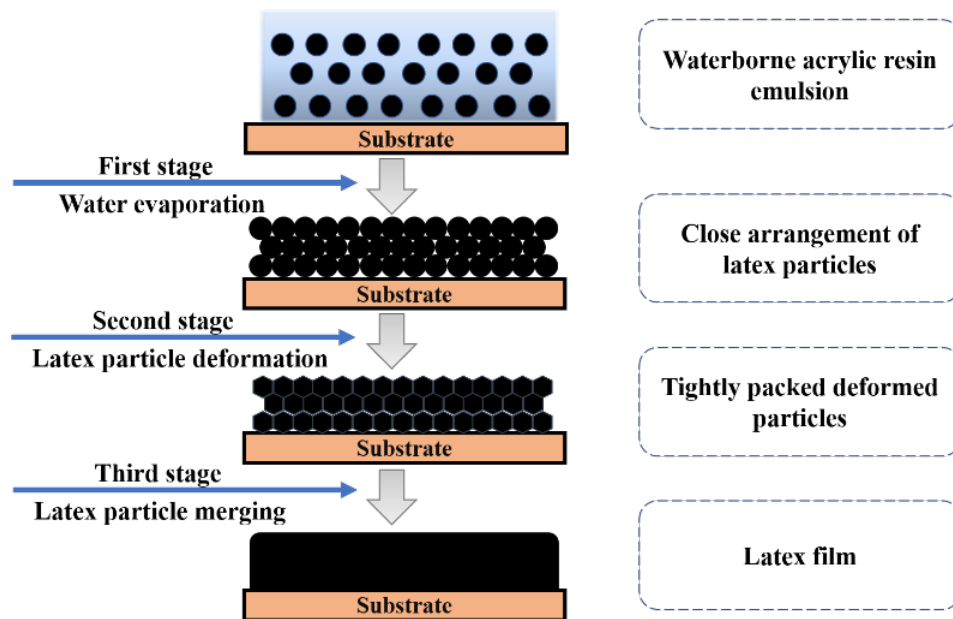 Waterborne acrylic resin
emulsion
Substrate
First stage
Water evaporation
Close arrangement of
latex particles
Substrate
Second stage
Latex particle deformation
Tightly packed deformed
particles
Substrate
Third stage
Latex particle merging
Latex film
Substrate